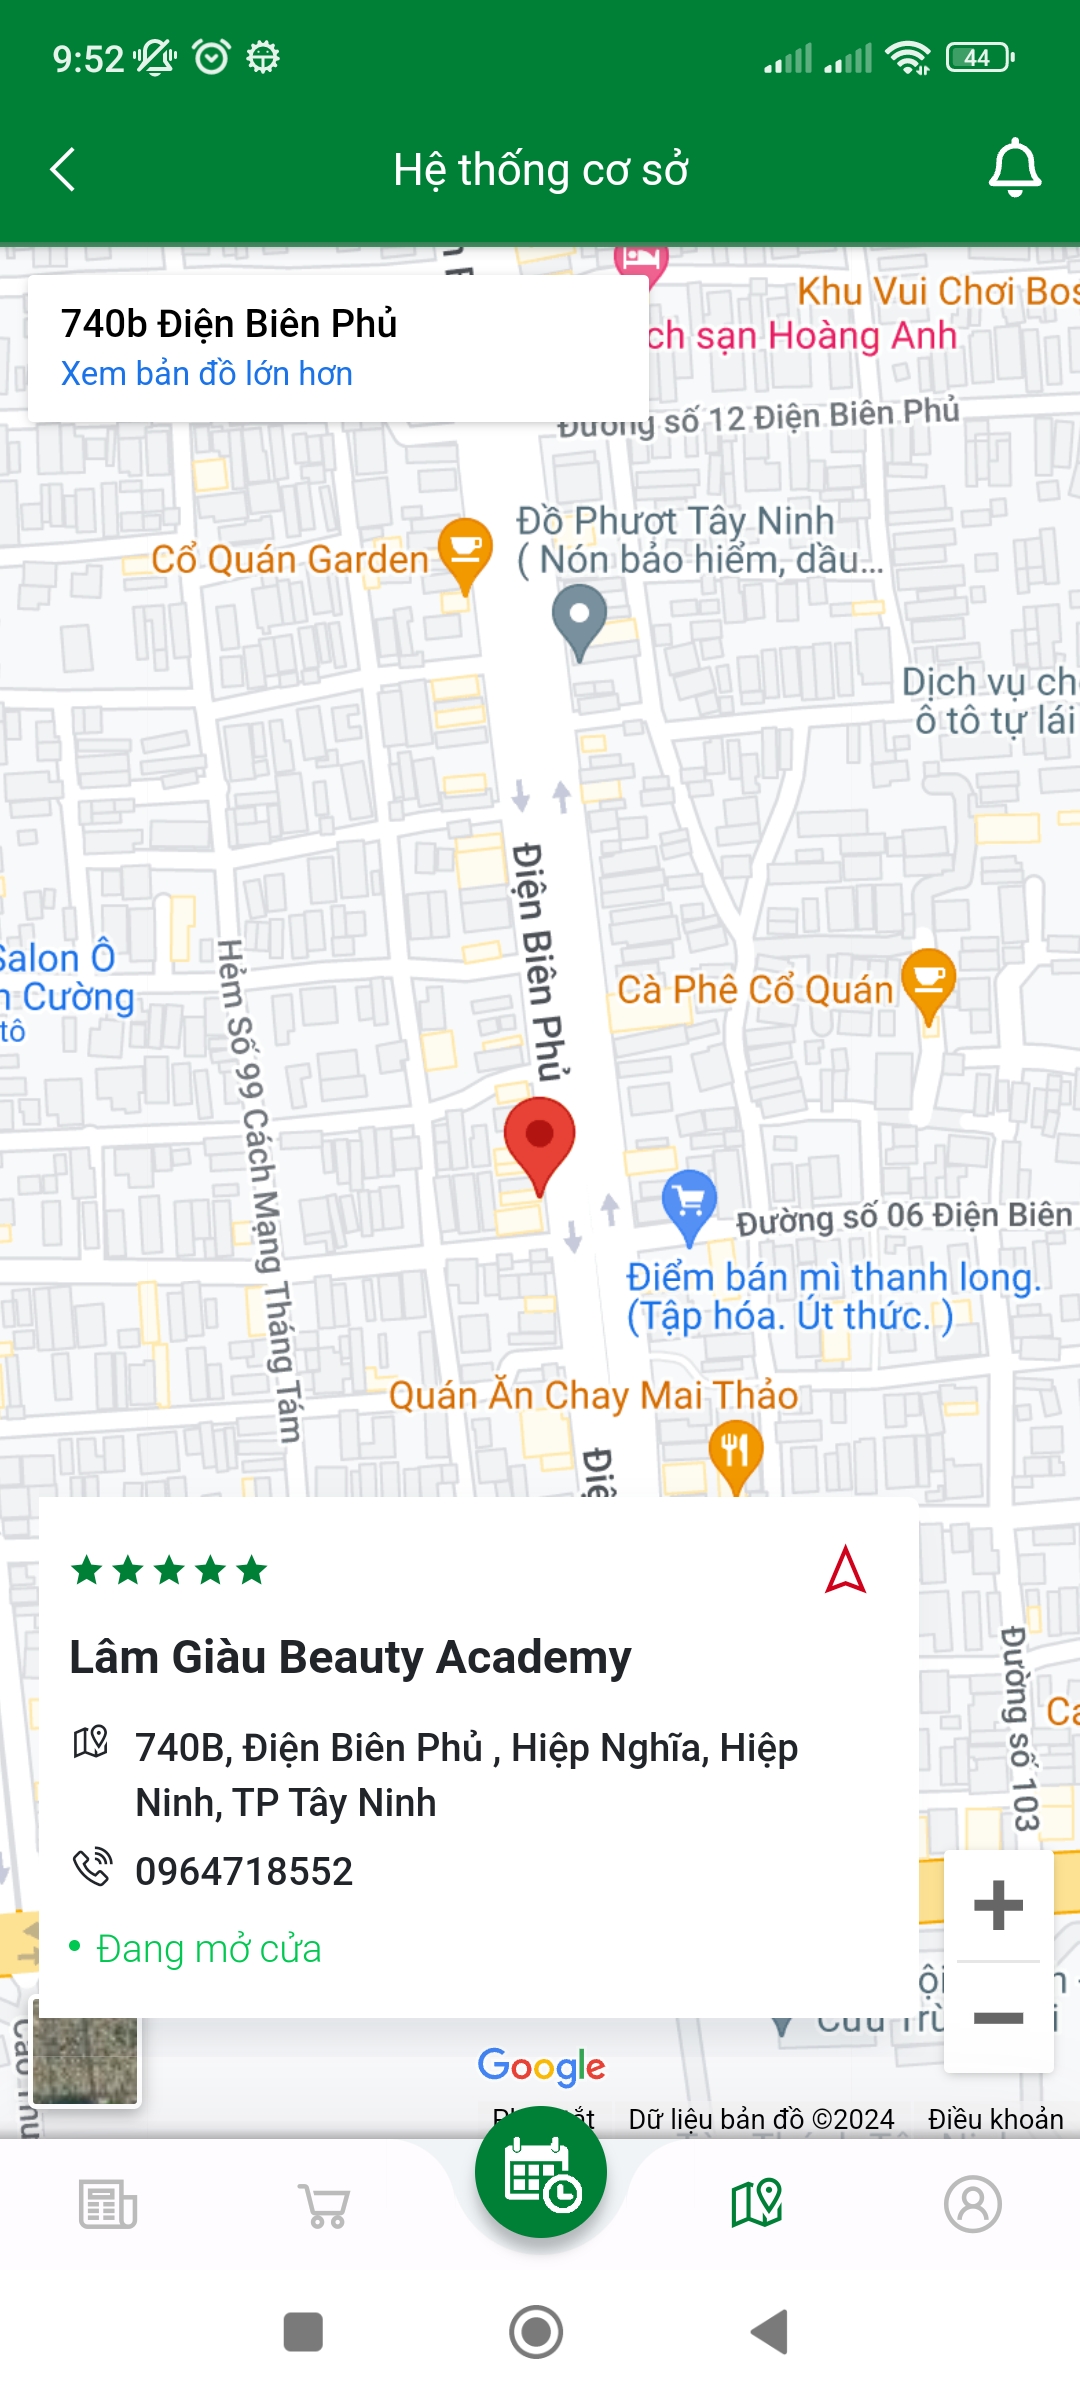 9:52
44
Hệ thống cơ sở
740b Điện Biên Phủ
Xem bản đồ lớn hơn
Khu Vui Chơi Bos
ch sạn Hoàng Anh
Đường số 12 Điện Biên Phủ
Đồ Phượt Tây Ninh
( Nón bảo hiểm, dầu...
Cổ Quán Garden
Dịch vụ ch
ô tô tự lái
Điện Biên Phủ
Salon Ô
n Cường
tô
Hẻm Số 99 Cách Mạng Tháng Tám
Cà Phê Cổ Quán
Đường số 06 Điện Biên
Điểm bán mì thanh long.
(Tạp hóa. Út thức. )
Quán Ăn Chay Mai Thảo
Điệ
Lâm Giàu Beauty Academy
740B, Điện Biên Phủ , Hiệp Nghĩa, Hiệp
Ninh, TP Tây Ninh
0964718552
Đang mở cửa
Đường số 103
Ca
Google
Dữ liệu bản đồ ©2024
Điều khoản